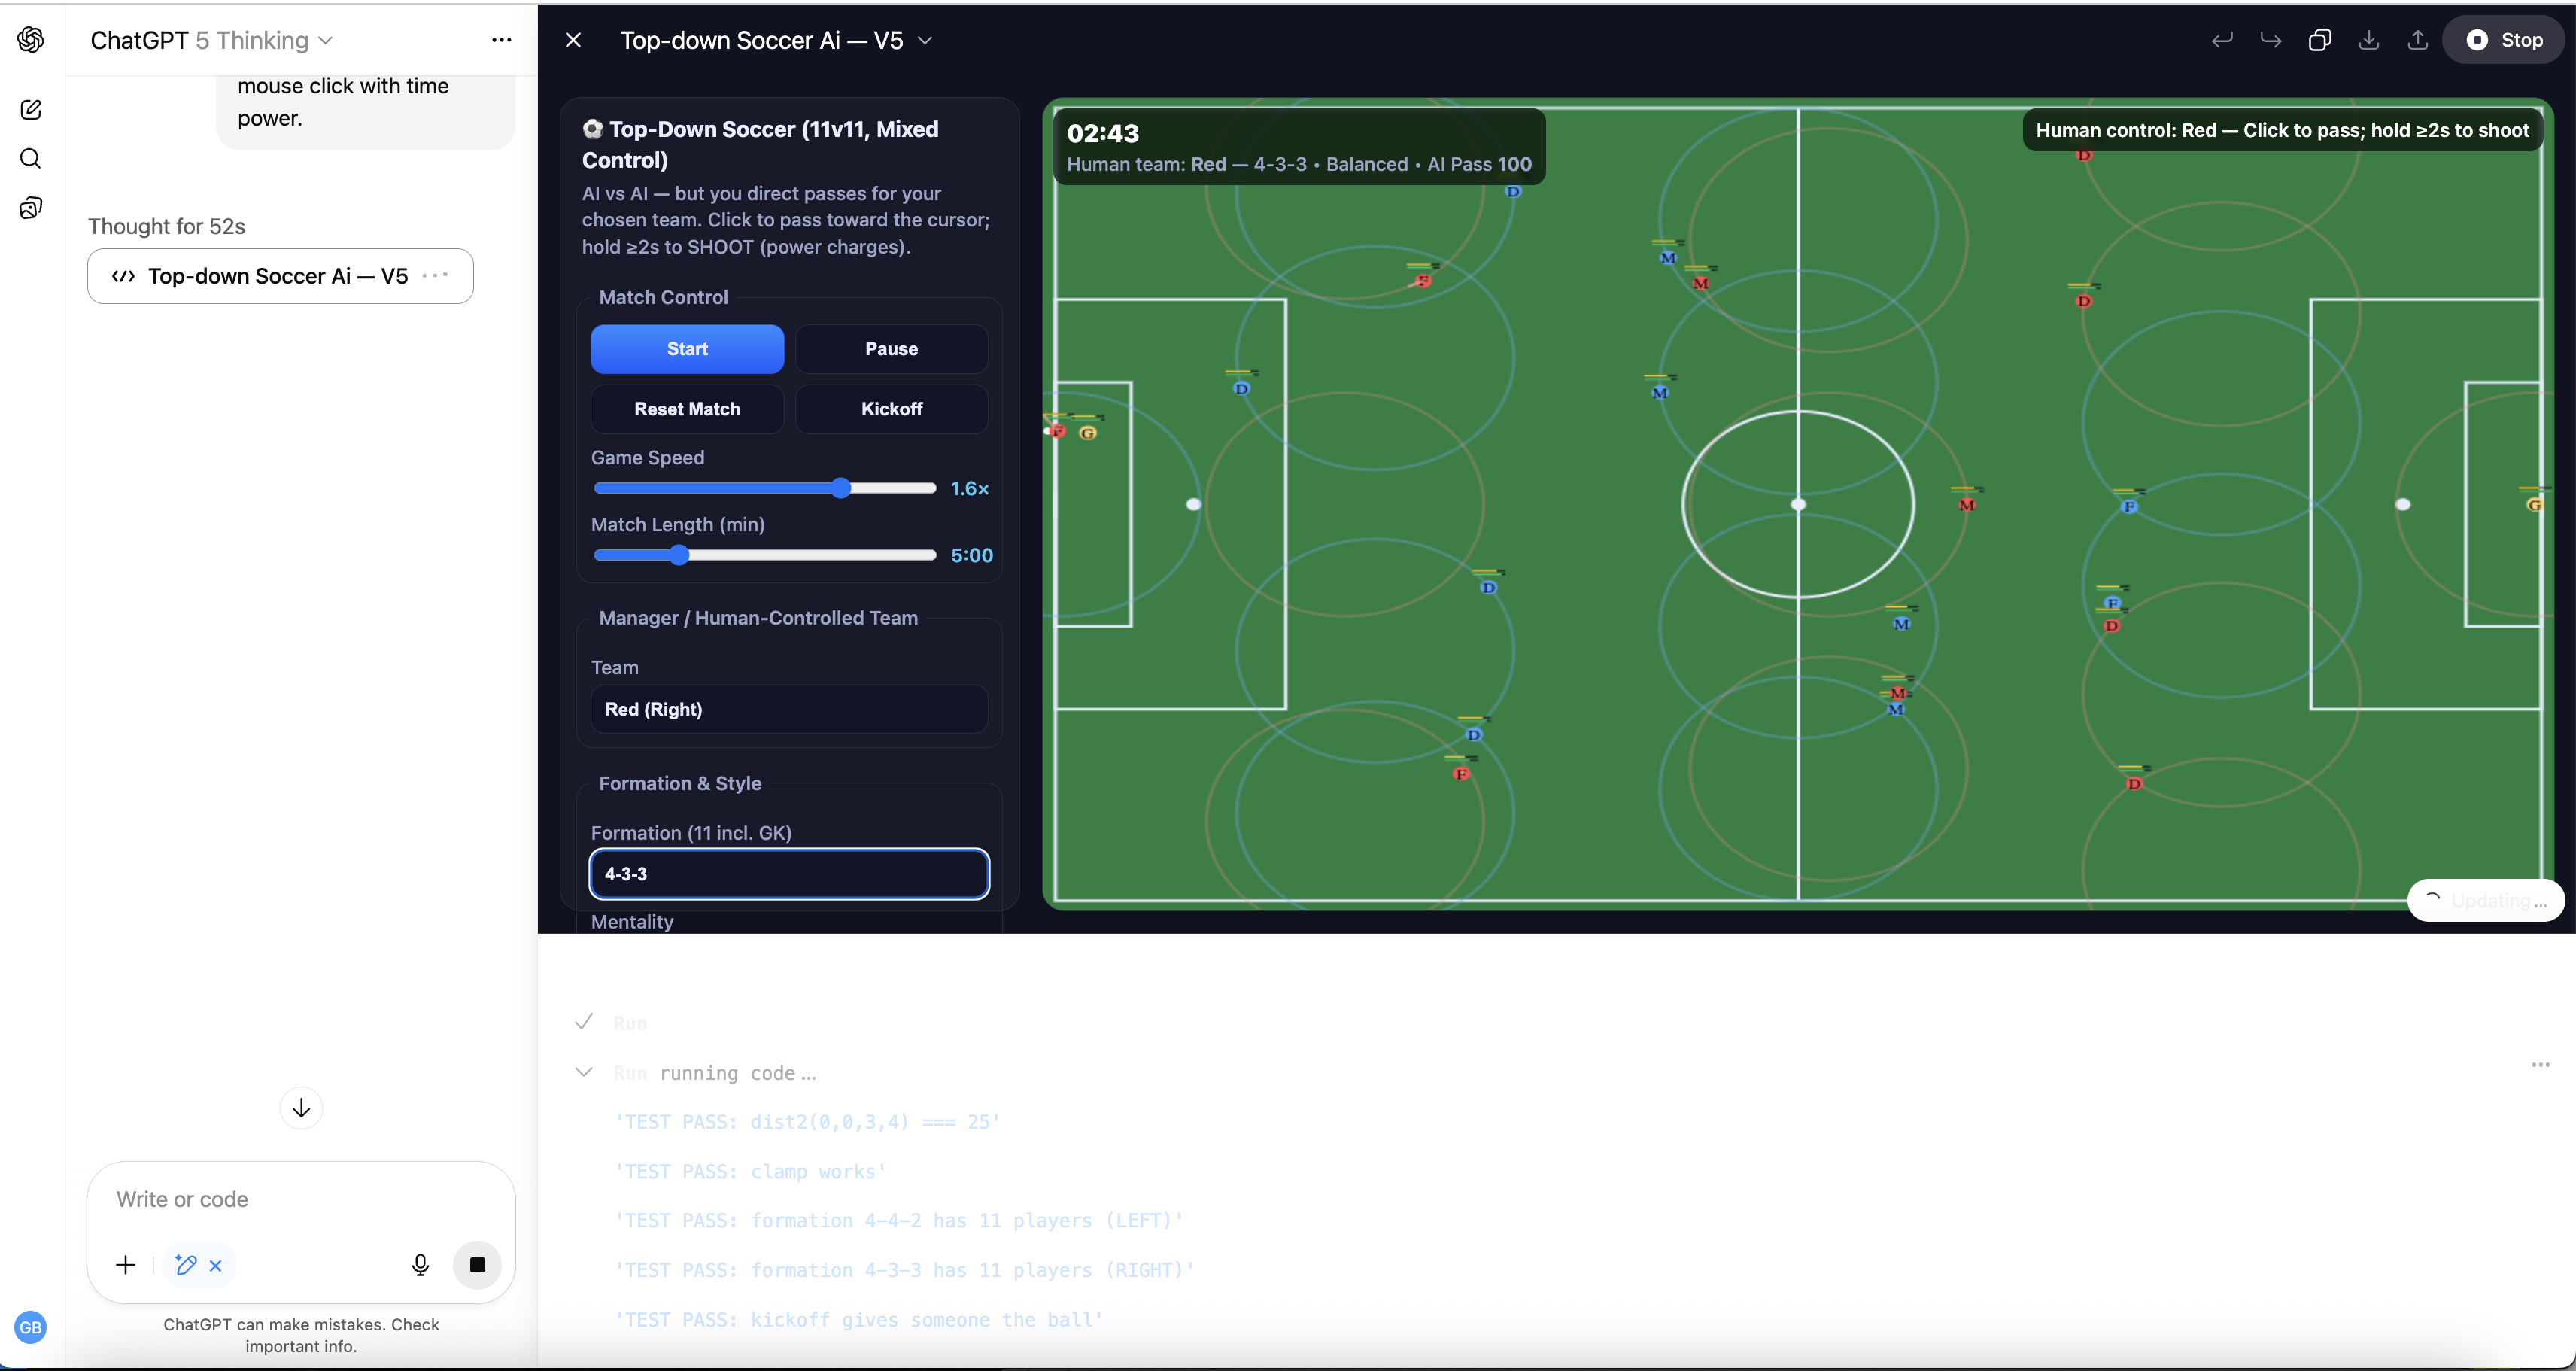 ChatGPT 5 Thinking
mouse click with time
power.
Thought for 52s
Top-down Soccer Ai — V5
Write or code
ChatGPT can make mistakes. Check
important info.
GB
Top-down Soccer Ai — V5
Stop
⚽ Top-Down Soccer (11v11, Mixed
Control)
AI vs AI — but you direct passes for your
chosen team. Click to pass toward the cursor;
hold ≥2s to SHOOT (power charges).
Match Control
Start
Pause
Reset Match
Kickoff
Game Speed
1.6×
Match Length (min)
5:00
Manager / Human-Controlled Team
Team
Red (Right)
Formation & Style
Formation (11 incl. GK)
4-3-3
Mentality
02:43
Human team: Red — 4-3-3 • Balanced • AI Pass 100
Human control: Red — Click to pass; hold ≥2s to shoot
D
D
M
F
M
D
D
M
F
G
M
F
G
D
F
M
D
M
M
D
F
D
Updating...
Run
Run running code...
'TEST PASS: dist2(0,0,3,4) === 25'
'TEST PASS: clamp works'
'TEST PASS: formation 4-4-2 has 11 players (LEFT)'
'TEST PASS: formation 4-3-3 has 11 players (RIGHT)'
'TEST PASS: kickoff gives someone the ball'